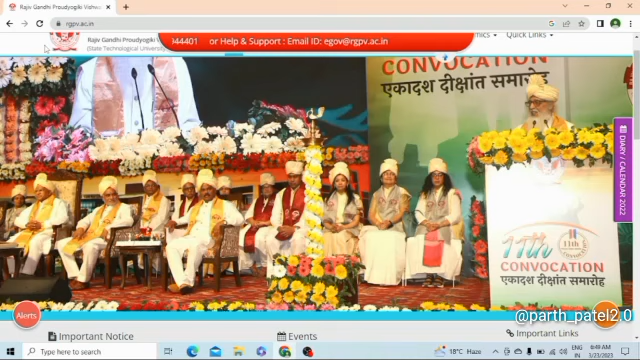 Rajiv Gandhi Proudyogiki Vishwa
rgpv.ac.in
Rajiv Gandhi Proudyogiki V
(State Technological University
944401 or Help & Support : Email ID: egov@rgpv.ac.in
mics
Quick Links
CONVOCATION
एकादश दीक्षांत समारोह
DIARY / CALENDAR 2022
11th
11th
CONVOCATION
एकादश दीक्षांत समारोह
Alerts
@parth_patel2.0
Important Notice
Events
Important Links
Type here to search
18°C Haze
ENG
IN
6:49 AM
1/23/2023